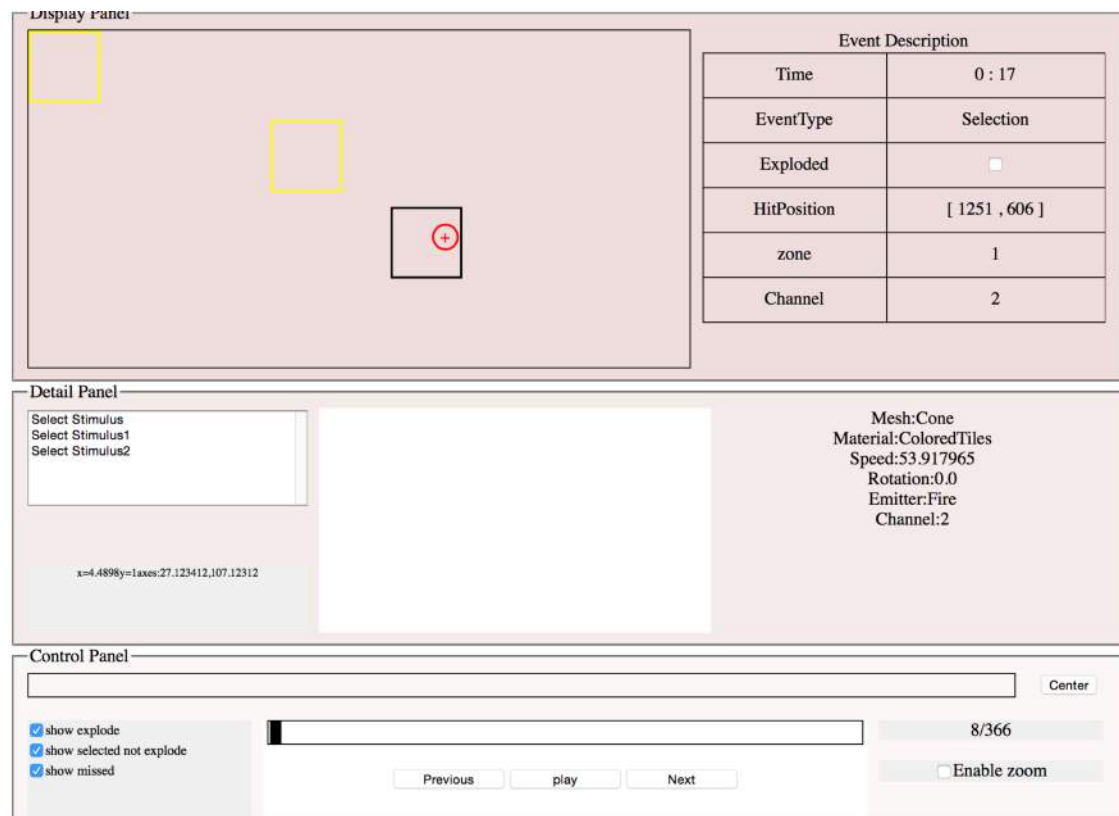 Display Panel
Event Description
Time 0 : 17
EventType Selection
Exploded
HitPosition [ 1251 , 606 ]
zone 1
Channel 2
Detail Panel
Select Stimulus
Select Stimulus1
Select Stimulus2
x=4.4898y=1axes:27.123412,107.12312
Mesh:Cone
Material:ColoredTiles
Speed:53.917965
Rotation:0.0
Emitter:Fire
Channel:2
Control Panel
Center
show explode
show selected not explode
show missed
Previous play Next
8/366
Enable zoom